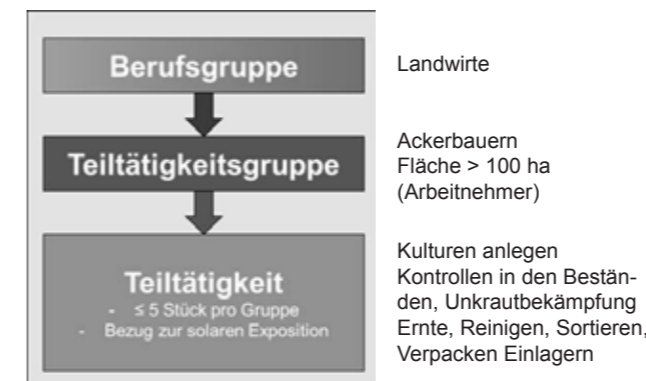 Berufsgruppe
Landwirte
Teiltätigkeitsgruppe
Ackerbauern
Fläche > 100 ha
(Arbeitnehmer)
Teiltätigkeit
- ≤ 5 Stück pro Gruppe
- Bezug zur solaren Exposition
Kulturen anlegen
Kontrollen in den Bestän-
den, Unkrautbekämpfung
Ernte, Reinigen, Sortieren,
Verpacken Einlagern